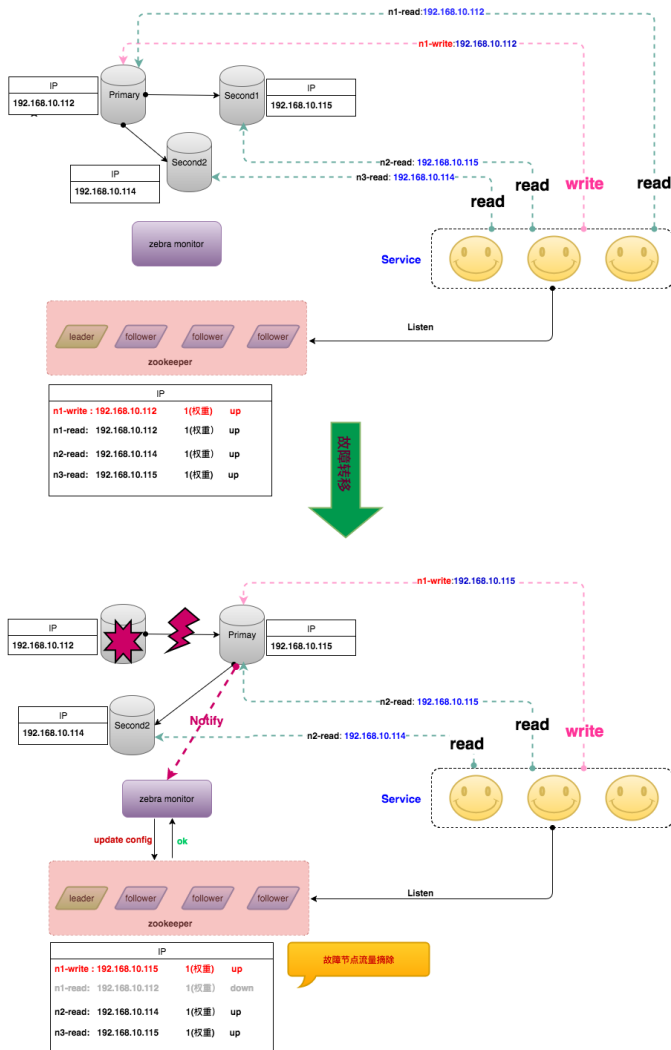 n1-read:192.168.10.112
n1-write:192.168.10.112
IP
192.168.10.112
Primary
Second1
IP
192.168.10.115
Second2
IP
192.168.10.114
n2-read: 192.168.10.115
n3-read: 192.168.10.114
read
read
write
read
zebra monitor
Service
Listen
leader
follower
follower
follower
zookeeper
IP
n1-write : 192.168.10.112 1(权重) up
n1-read: 192.168.10.112 1(权重） up
n2-read: 192.168.10.114 1(权重) up
n3-read: 192.168.10.115 1(权重) up
故障转移
n1-write:192.168.10.115
IP
192.168.10.112
Primay
IP
192.168.10.115
IP
192.168.10.114
Second2
Notify
n2-read: 192.168.10.115
n2-read: 192.168.10.114
read
read
write
zebra monitor
Service
update config
ok
Listen
leader
follower
follower
follower
zookeeper
IP
n1-write : 192.168.10.115 1(权重) up
n1-read: 192.168.10.112 1(权重） down
n2-read: 192.168.10.114 1(权重) up
n3-read: 192.168.10.115 1(权重) up
故障节点流量摘除